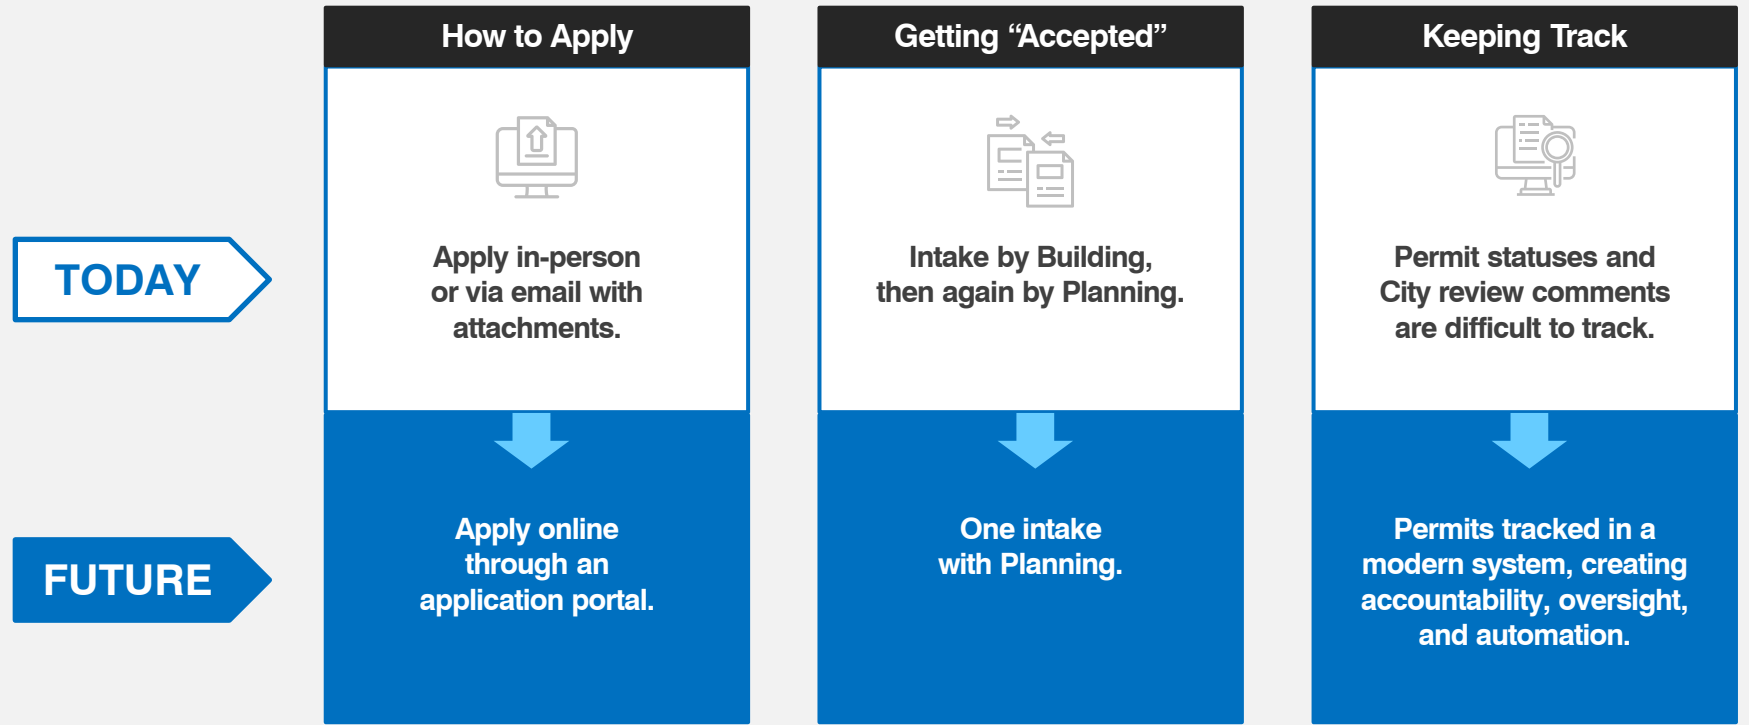 How to Apply
Getting “Accepted”
Keeping Track
TODAY
Apply in-person
or via email with
attachments.
Intake by Building,
then again by Planning.
Permit statuses and
City review comments
are difficult to track.
FUTURE
Apply online
through an
application portal.
One intake
with Planning.
Permits tracked in a
modern system, creating
accountability, oversight,
and automation.